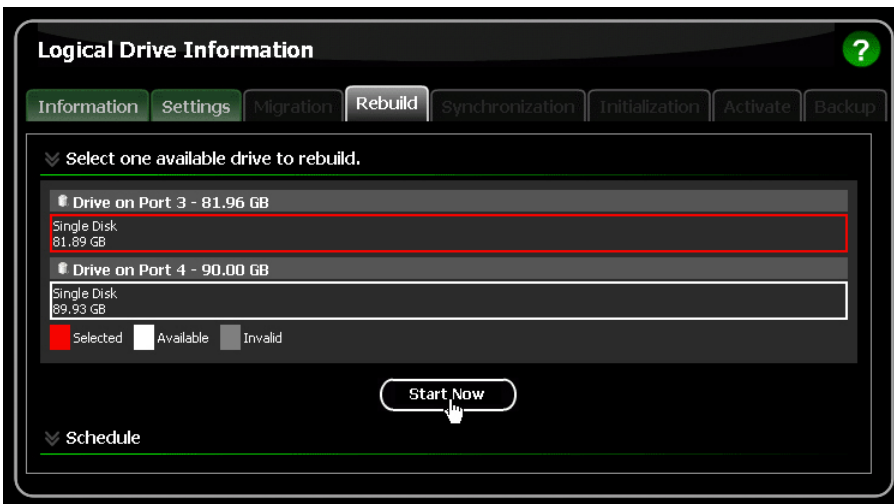 Logical Drive Information
?
Information Settings Migration Rebuild Synchronization Initialization Activate Backup
Select one available drive to rebuild.
Drive on Port 3 - 81.96 GB
Single Disk
81.89 GB
Drive on Port 4 - 90.00 GB
Single Disk
89.93 GB
Selected Available Invalid
Start Now
Schedule